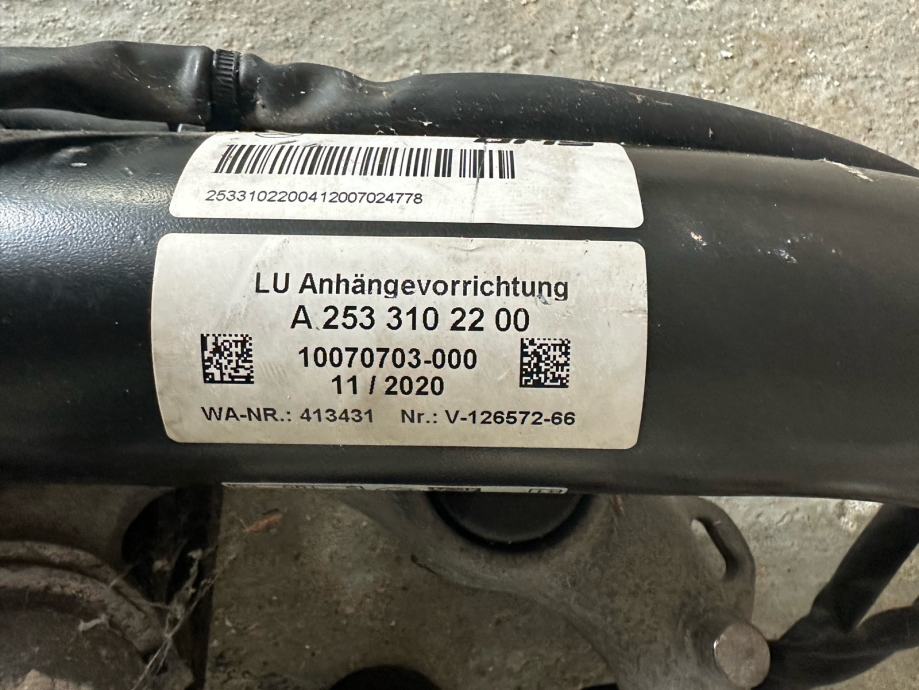 2533102200412007024778
LU Anhängevorrichtung
A 253 310 22 00
10070703-000
11 / 2020
WA-NR.: 413431 Nr.: V-126572-66